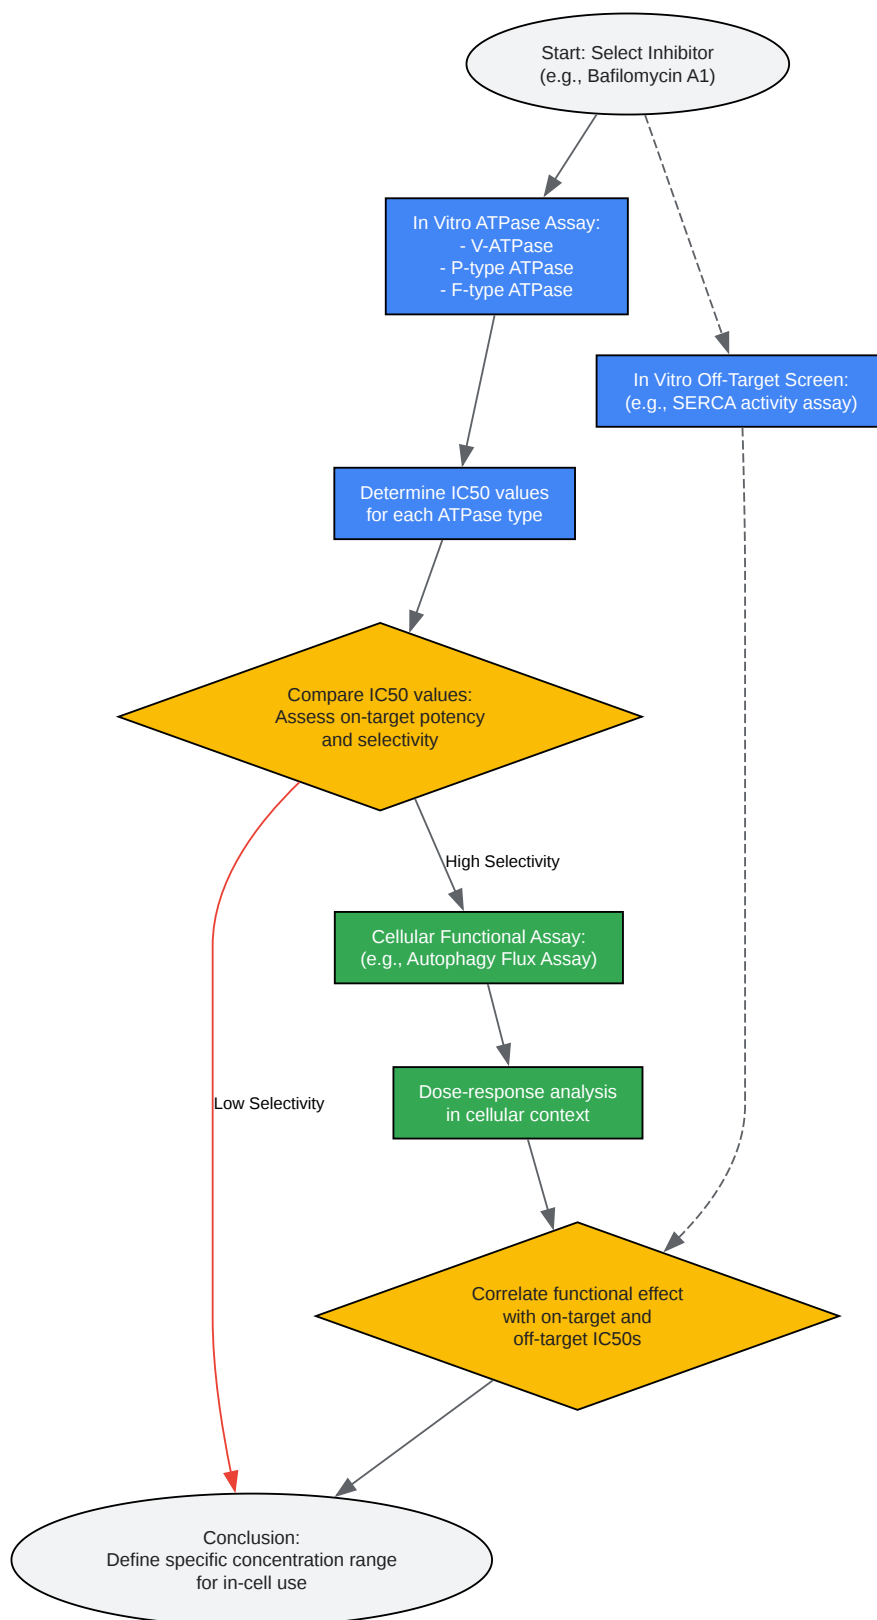 Start: Select Inhibitor
(e.g., Bafilomycin A1)
In Vitro ATPase Assay:
- V-ATPase
- P-type ATPase
- F-type ATPase
In Vitro Off-Target Screen:
(e.g., SERCA activity assay)
Determine IC50 values
for each ATPase type
Compare IC50 values:
Assess on-target potency
and selectivity
High Selectivity
Cellular Functional Assay:
(e.g., Autophagy Flux Assay)
Dose-response analysis
in cellular context
Low Selectivity
Correlate functional effect
with on-target and
off-target IC50s
Conclusion:
Define specific concentration range
for in-cell use